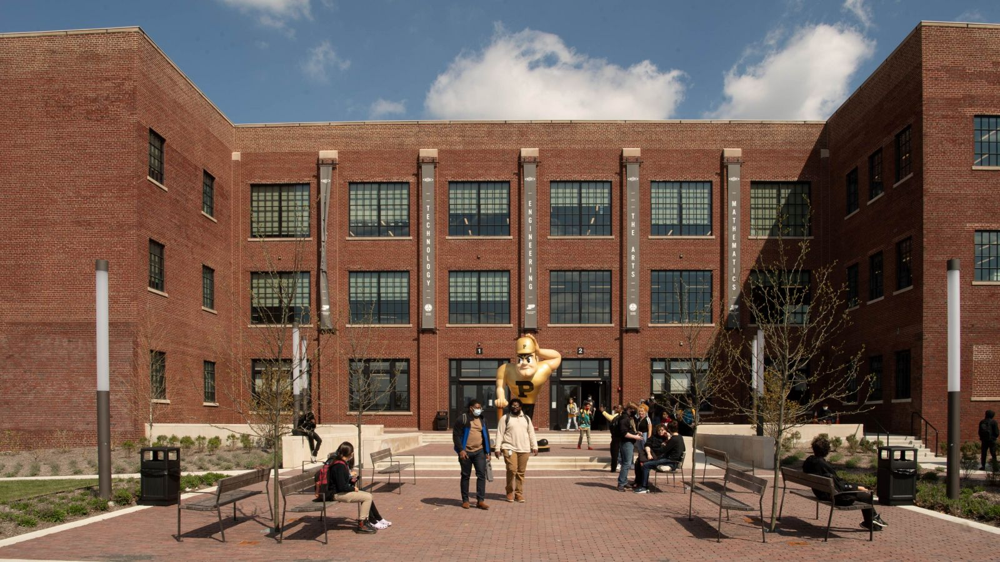 TECHNOLOGY
ENGINEERING
THE ARTS
MATHEMATICS
1
2
P
P